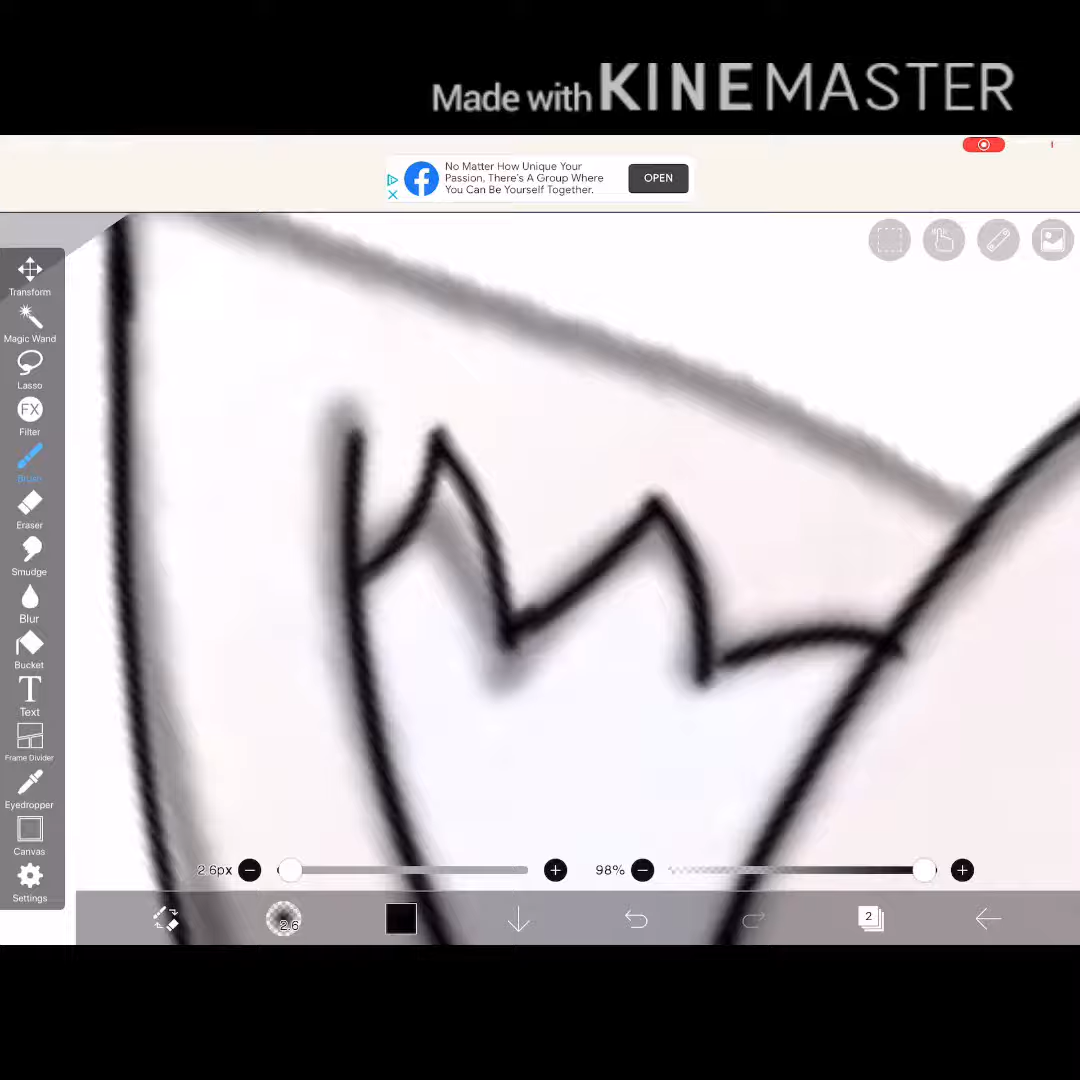 Made with KINEMASTER
No Matter How Unique Your
Passion, There's A Group Where
You Can Be Yourself Together.
OPEN
Transform
Magic Wand
Lasso
FX
Filter
Brush
Eraser
Smudge
Blur
Bucket
T
Text
Frame Divider
Eyedropper
Canvas
Settings
2.6px
98%
2.6
2